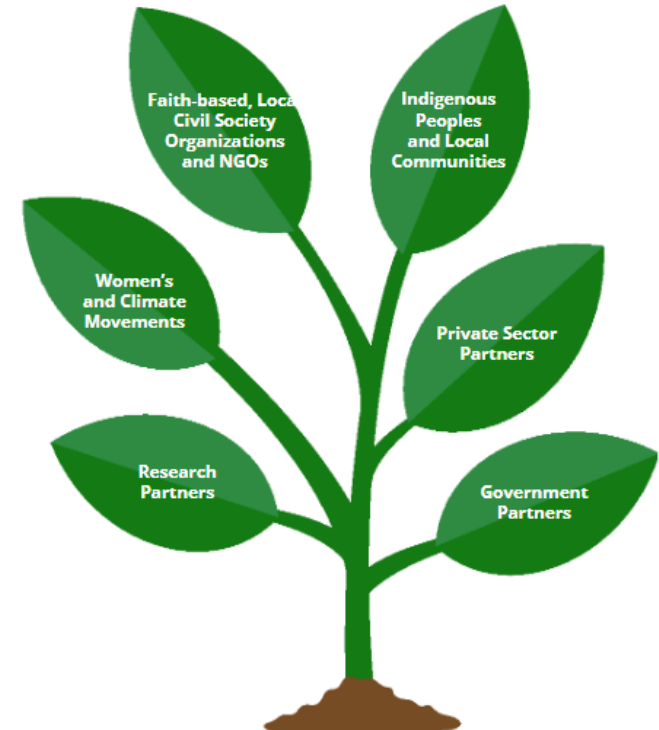 Faith-based, Loca
Civil Society
Organizations
and NGOs
Indigenous
Peoples
and Local
Communities
Women's
and Climate
Movements
Private Sector
Partners
Research
Partners
Government
Partners